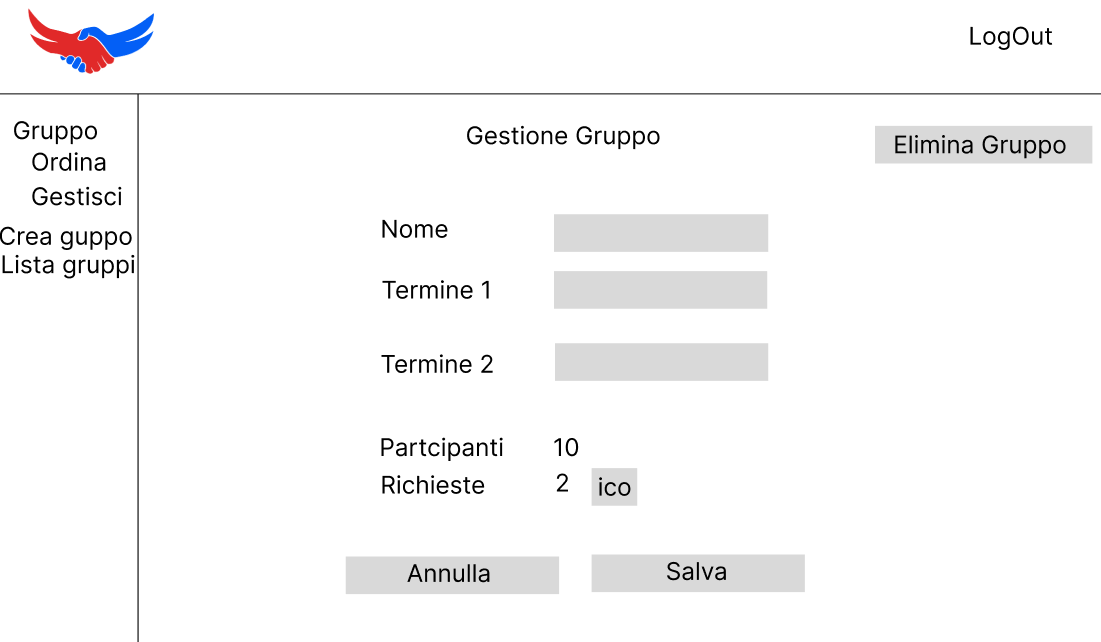 LogOut
Gruppo
Ordina
Gestisci
Crea guppo
Lista gruppi
Gestione Gruppo
Elimina Gruppo
Nome
Termine 1
Termine 2
Partcipanti 10
Richieste 2 ico
Annulla Salva